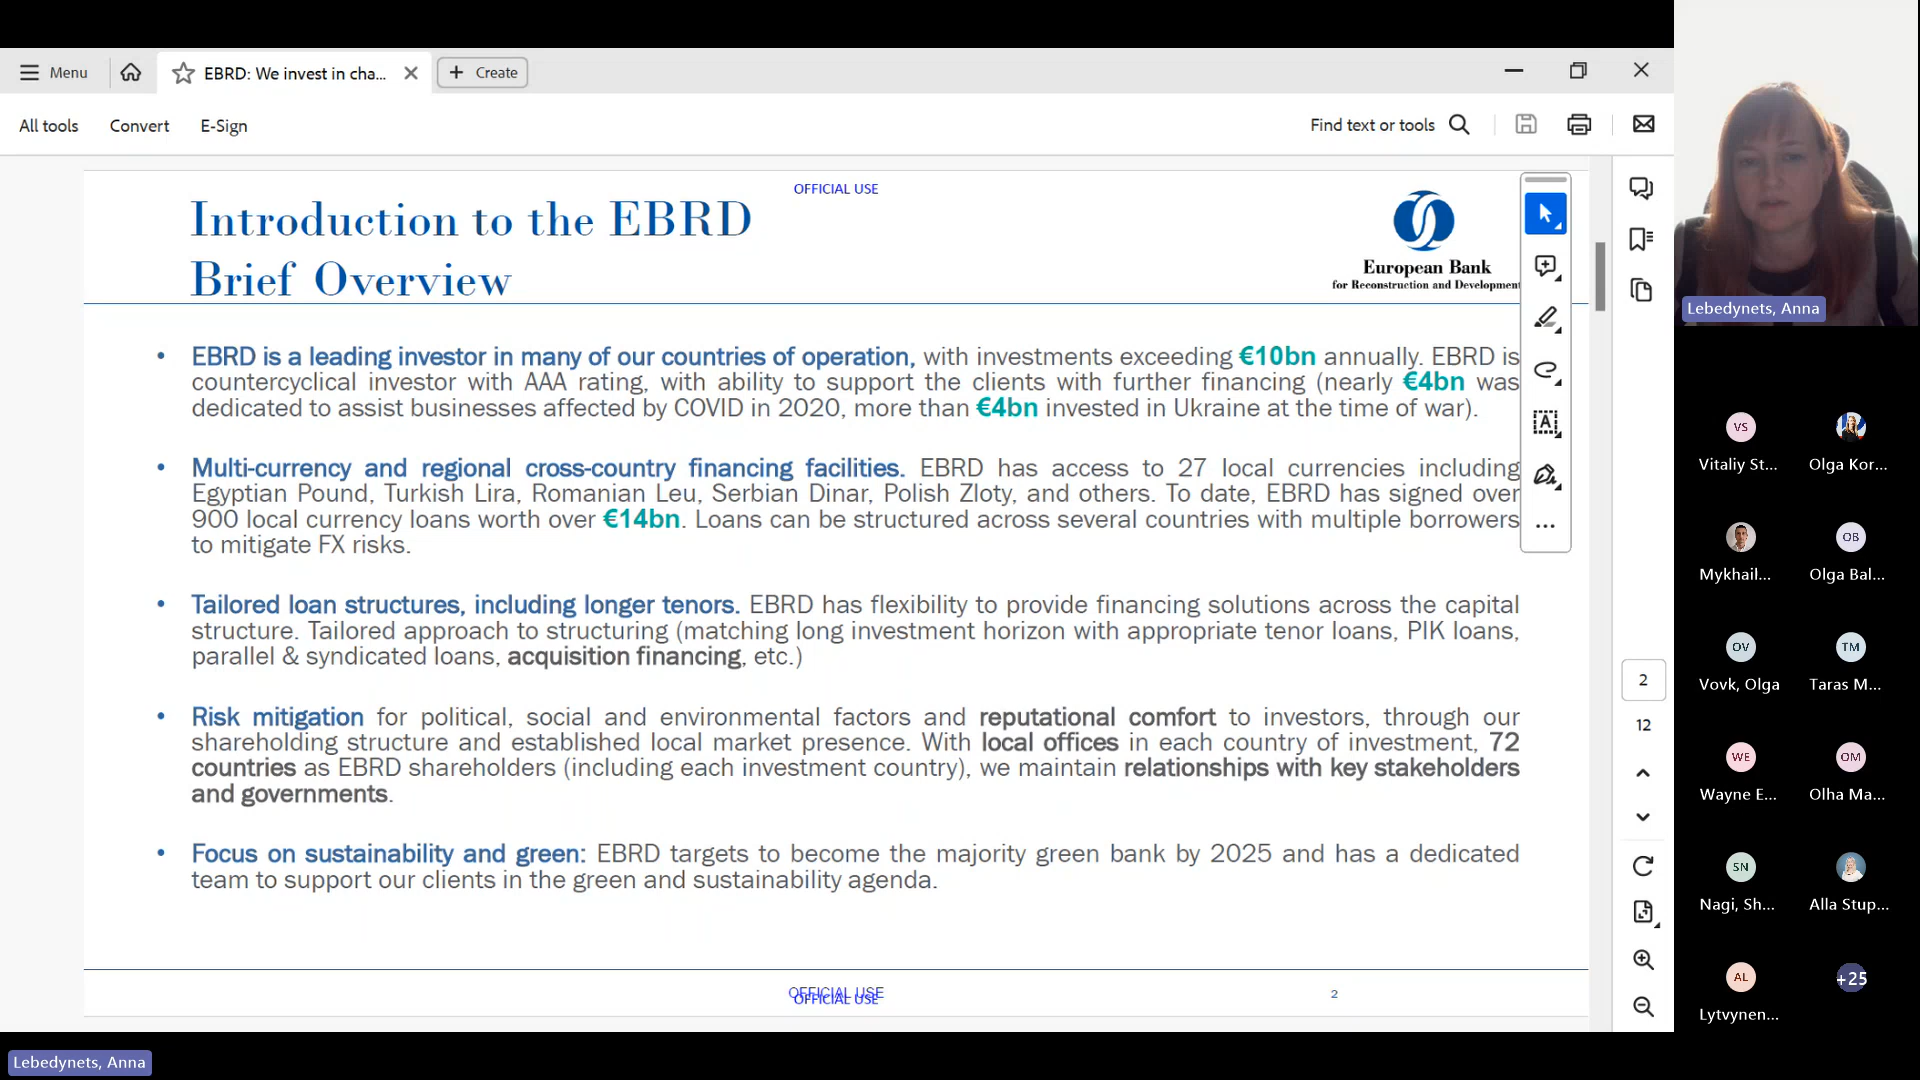 Menu
EBRD: We invest in cha...
Create
All tools
Convert
E-Sign
Find text or tools
OFFICIAL USE
Introduction to the EBRD
Brief Overview
European Bank
for Reconstruction and Development
• EBRD is a leading investor in many of our countries of operation, with investments exceeding €10bn annually. EBRD is
countercyclical investor with AAA rating, with ability to support the clients with further financing (nearly €4bn was
dedicated to assist businesses affected by COVID in 2020, more than €4bn invested in Ukraine at the time of war).
• Multi-currency and regional cross-country financing facilities. EBRD has access to 27 local currencies including
Egyptian Pound, Turkish Lira, Romanian Leu, Serbian Dinar, Polish Zloty, and others. To date, EBRD has signed over
900 local currency loans worth over €14bn. Loans can be structured across several countries with multiple borrowers
to mitigate FX risks.
• Tailored loan structures, including longer tenors. EBRD has flexibility to provide financing solutions across the capital
structure. Tailored approach to structuring (matching long investment horizon with appropriate tenor loans, PIK loans,
parallel & syndicated loans, acquisition financing, etc.)
• Risk mitigation for political, social and environmental factors and reputational comfort to investors, through our
shareholding structure and established local market presence. With local offices in each country of investment, 72
countries as EBRD shareholders (including each investment country), we maintain relationships with key stakeholders
and governments.
• Focus on sustainability and green: EBRD targets to become the majority green bank by 2025 and has a dedicated
team to support our clients in the green and sustainability agenda.
OFFICIAL USE
OFFICIAL USE
2
2
12
Lebedynets, Anna
VS
Vitaliy St...
Olga Kor...
Mykhail...
OB
Olga Bal...
OV
Vovk, Olga
TM
Taras M...
WE
Wayne E...
OM
Olha Ma...
SN
Nagi, Sh...
Alla Stup...
AL
Lytvynen...
+25
Lebedynets, Anna